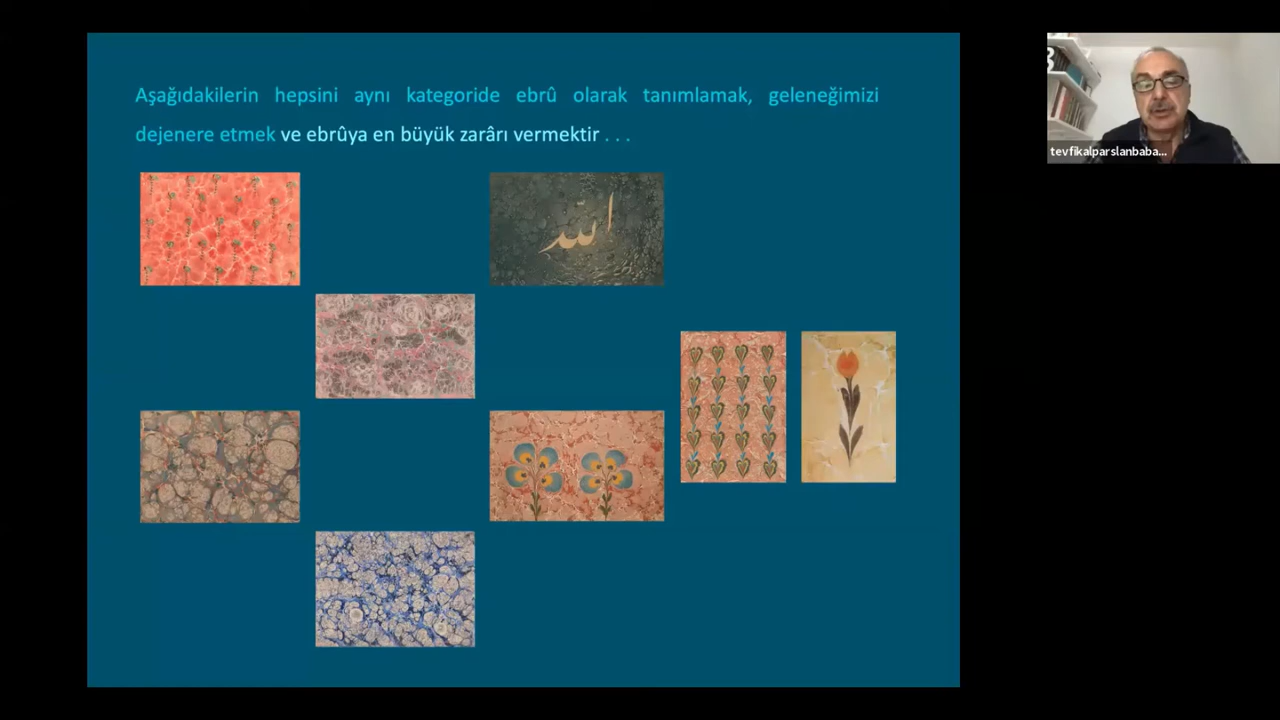 Aşağıdakilerin hepsini aynı kategoride ebrû olarak tanımlamak, geleneğimizi
dejenere etmek ve ebrûya en büyük zarârı vermektir . . .
الله
tevfikalparslanbaba...